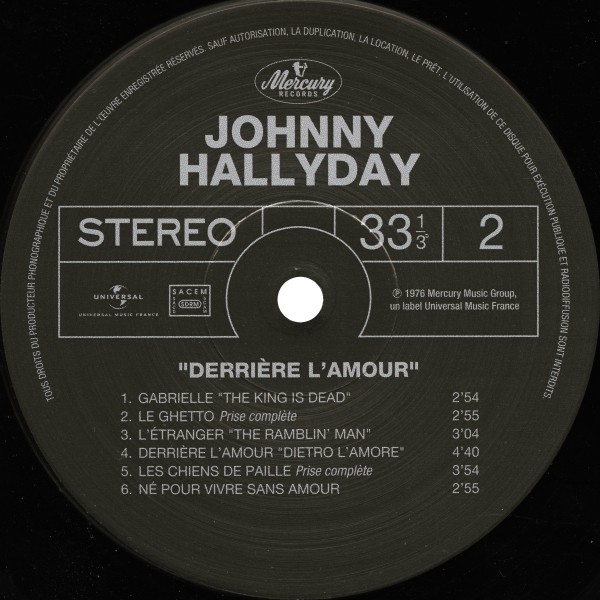 TOUS DROITS DU PRODUCTEUR PHONOGRAPHIQUE ET DU PROPRIÉTAIRE DE L'ŒUVRE ENREGISTRÉE RÉSERVÉS. SAUF AUTORISATION, LA DUPLICATION, LA LOCATION, LE PRÊT, L'UTILISATION DE CE DISQUE POUR EXÉCUTION PUBLIQUE ET RADIODIFFUSION SONT INTERDITS.
Mercury
RECORDS
JOHNNY
HALLYDAY
STEREO 33 1/3 2
UNIVERSAL
UNIVERSAL MUSIC FRANCE
SACEM
SDRM
℗ 1976 Mercury Music Group,
un label Universal Music France
"DERRIÈRE L'AMOUR"
1. GABRIELLE "THE KING IS DEAD" 2'54
2. LE GHETTO Prise complète 2'55
3. L'ÉTRANGER "THE RAMBLIN' MAN" 3'04
4. DERRIÈRE L'AMOUR "DIETRO L'AMORE" 4'40
5. LES CHIENS DE PAILLE Prise complète 3'54
6. NÉ POUR VIVRE SANS AMOUR 2'55